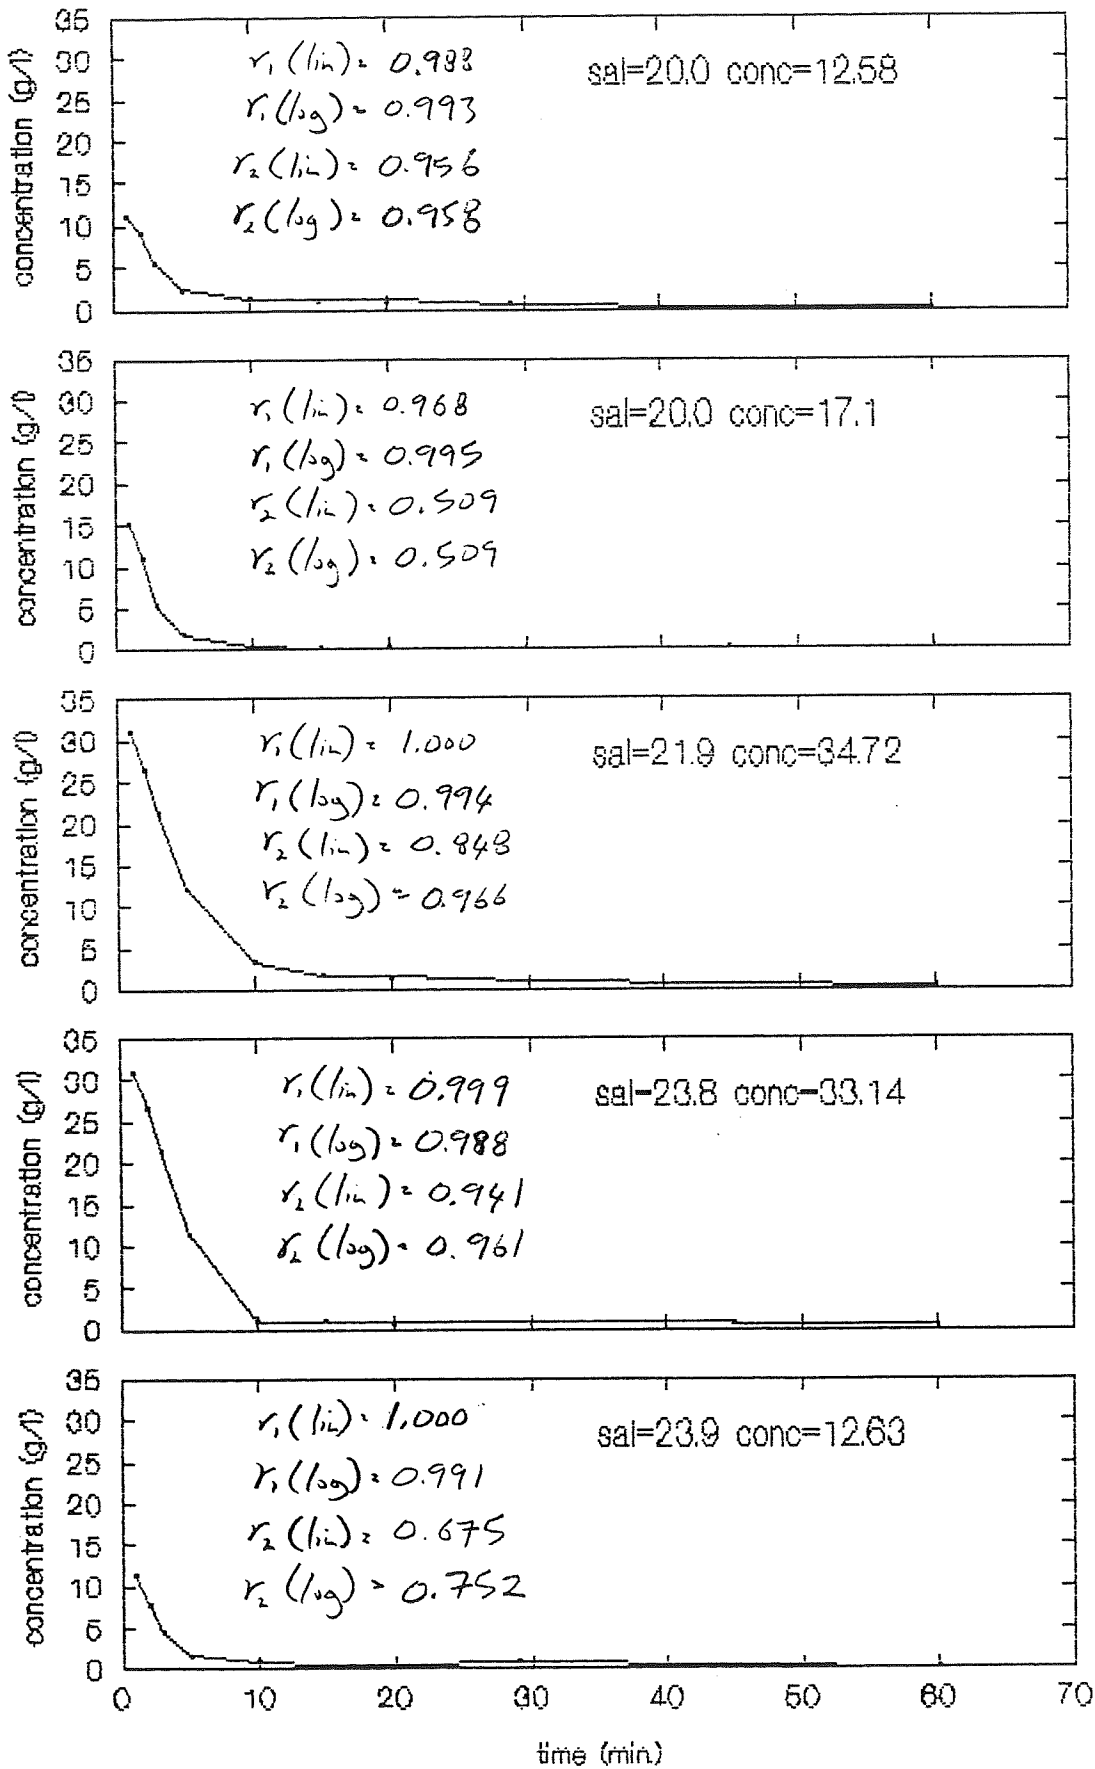 35
30
25
20
15
10
5
0
concentration (g/l)
r₁ (lin) = 0.988
r₁ (log) = 0.993
r₂ (lin) = 0.956
r₂ (log) = 0.958
sal=20.0 conc=12.58
35
30
25
20
15
10
5
0
concentration (g/l)
r₁ (lin) = 0.968
r₁ (log) = 0.995
r₂ (lin) = 0.509
r₂ (log) = 0.509
sal=20.0 conc=17.1
35
30
25
20
15
10
5
0
concentration (g/l)
r₁ (lin) = 1.000
r₁ (log) = 0.994
r₂ (lin) = 0.848
r₂ (log) = 0.966
sal=21.9 conc=34.72
35
30
25
20
15
10
5
0
concentration (g/l)
r₁ (lin) = 0.999
r₁ (log) = 0.988
r₂ (lin) = 0.941
r₂ (log) = 0.961
sal=23.8 conc=33.14
35
30
25
20
15
10
5
0
concentration (g/l)
r₁ (lin) = 1.000
r₁ (log) = 0.991
r₂ (lin) = 0.675
r₂ (log) = 0.752
sal=23.9 conc=12.63
0 10 20 30 40 50 60 70
time (min.)